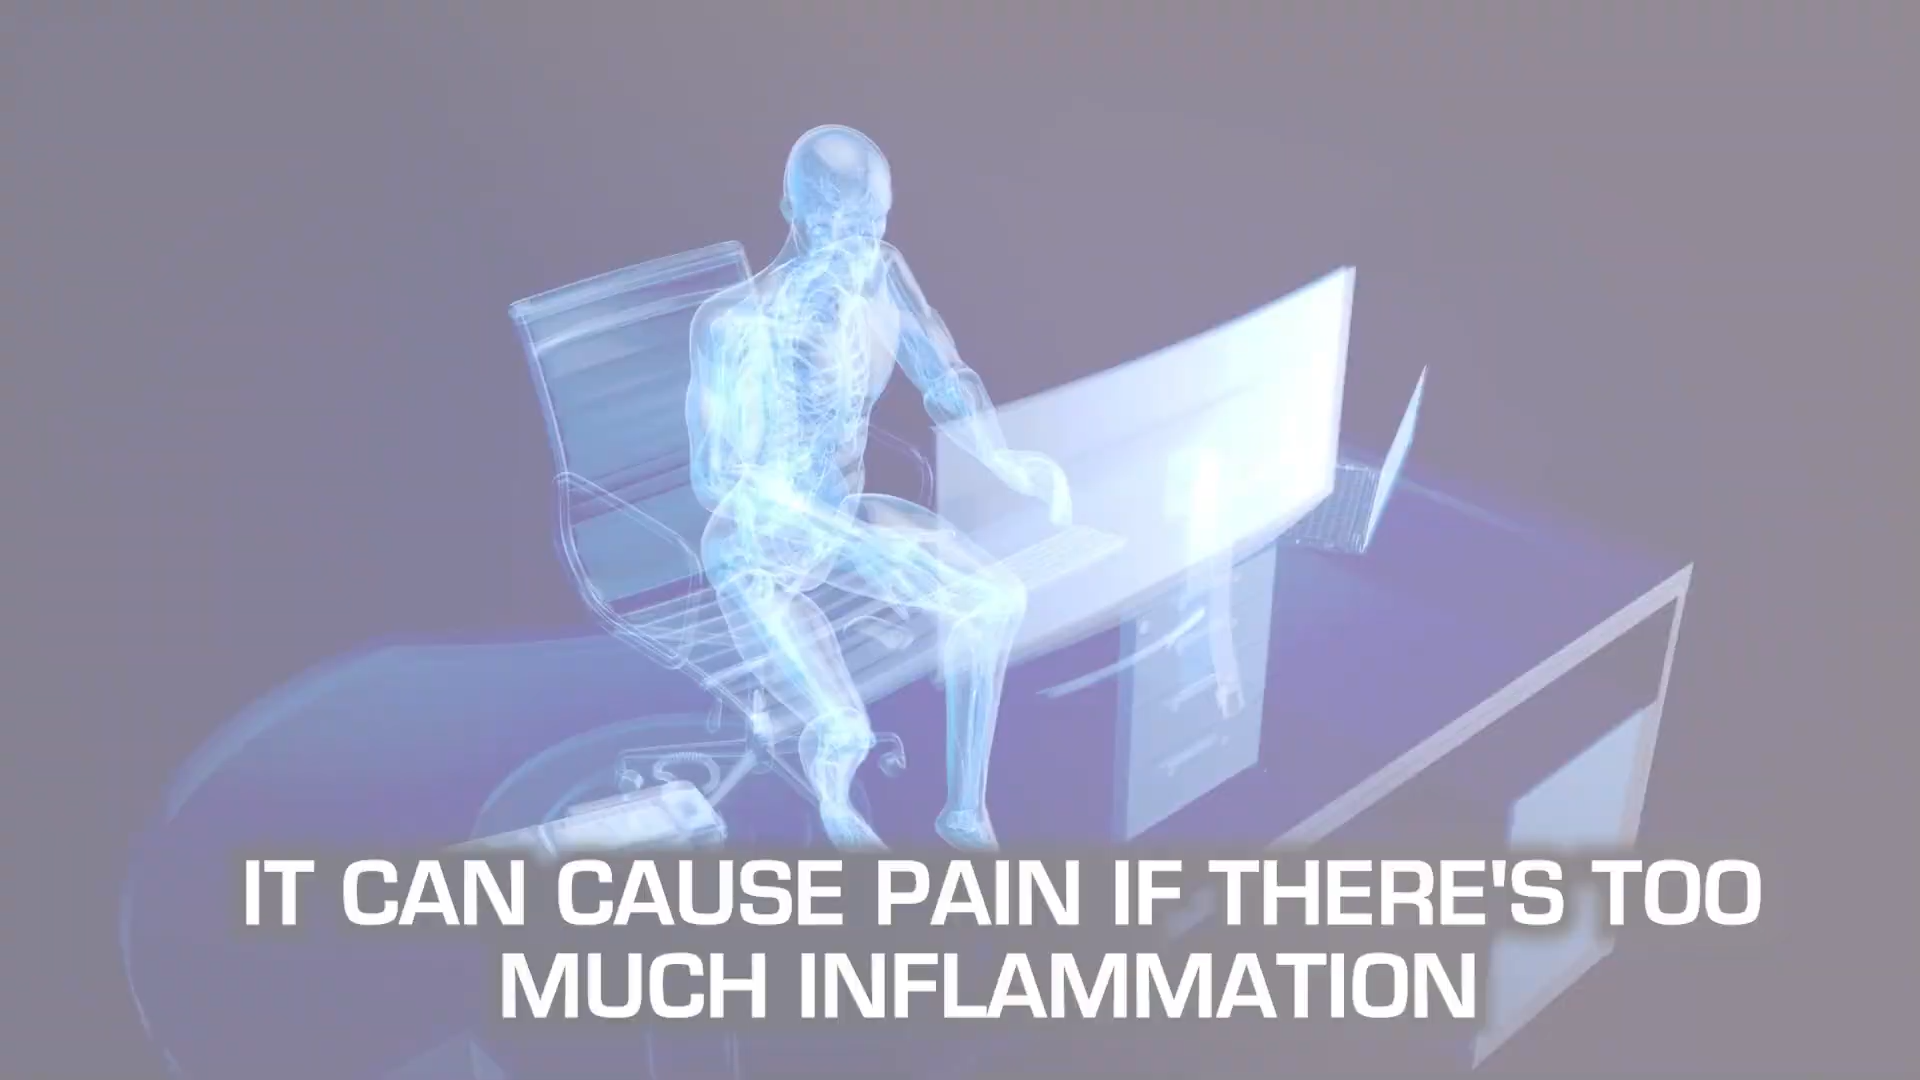 IT CAN CAUSE PAIN IF THERE'S TOO
MUCH INFLAMMATION